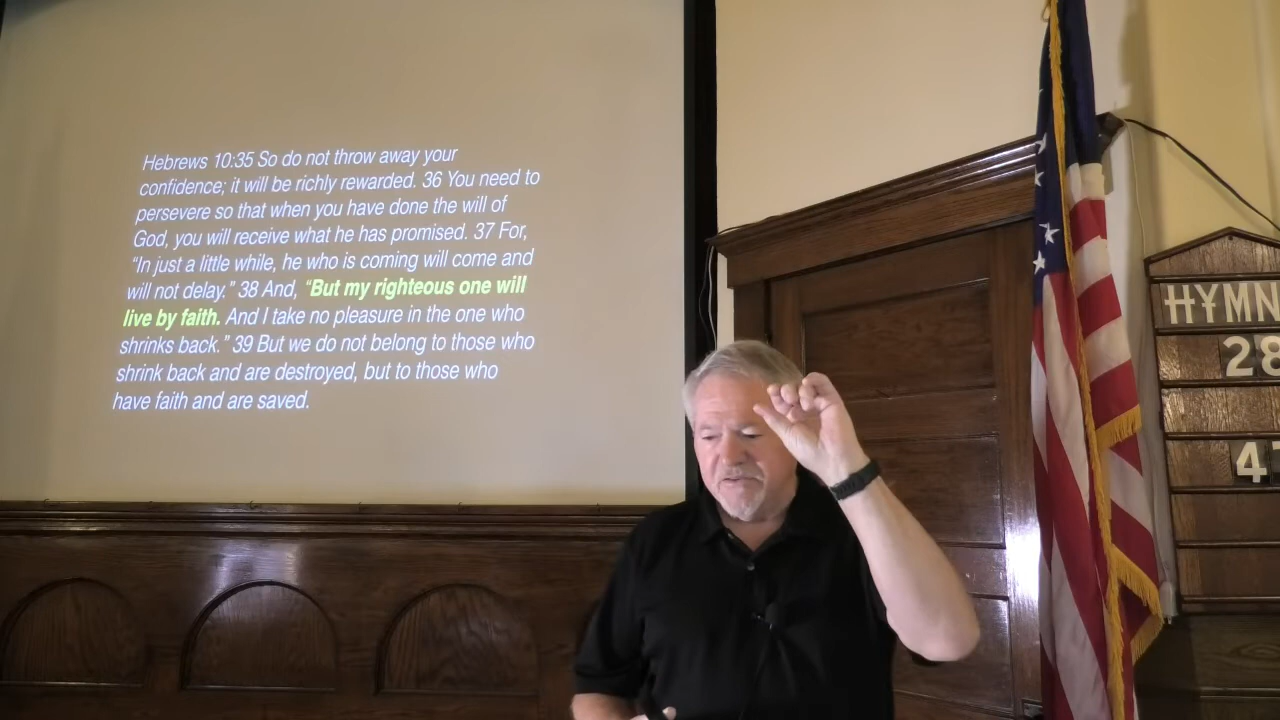 Hebrews 10:35 So do not throw away your
confidence; it will be richly rewarded. 36 You need to
persevere so that when you have done the will of
God, you will receive what he has promised. 37 For,
“In just a little while, he who is coming will come and
will not delay.” 38 And, “But my righteous one will
live by faith. And I take no pleasure in the one who
shrinks back.” 39 But we do not belong to those who
shrink back and are destroyed, but to those who
have faith and are saved.
HYMN
28
4